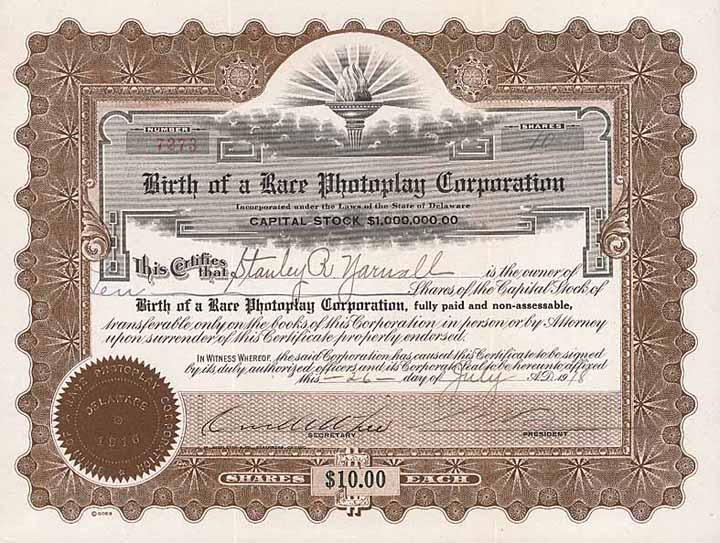 NUMBER
7273
SHARES
10
Birth of a Race Photoplay Corporation
Incorporated under the Laws of the State of Delaware
CAPITAL STOCK $1,000,000.00
This Certifies that Stanley R Yarnall is the owner of
Ten Shares of the Capital Stock of
Birth of a Race Photoplay Corporation, fully paid and non-assessable,
transferable only on the books of this Corporation in person or by Attorney
upon surrender of this Certificate properly endorsed.
IN WITNESS WHEREOF, the said Corporation has caused this Certificate to be signed
by its duly authorized officers and its Corporate Seal to be hereunto affixed
this 26 day of July A.D. 1918
SECRETARY
PRESIDENT
PHOTOPLAY CORPORATION
DELAWARE
1916
SHARES $10.00 EACH
© GOES